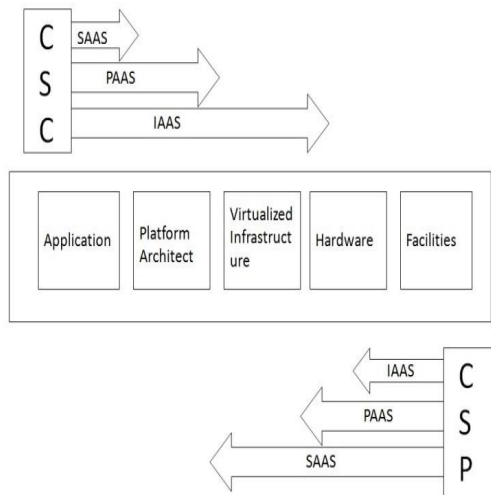 C
S
C
SAAS
PAAS
IAAS
Application
Platform
Architect
Virtualized
Infrastruct
ure
Hardware
Facilities
IAAS
PAAS
SAAS
C
S
P